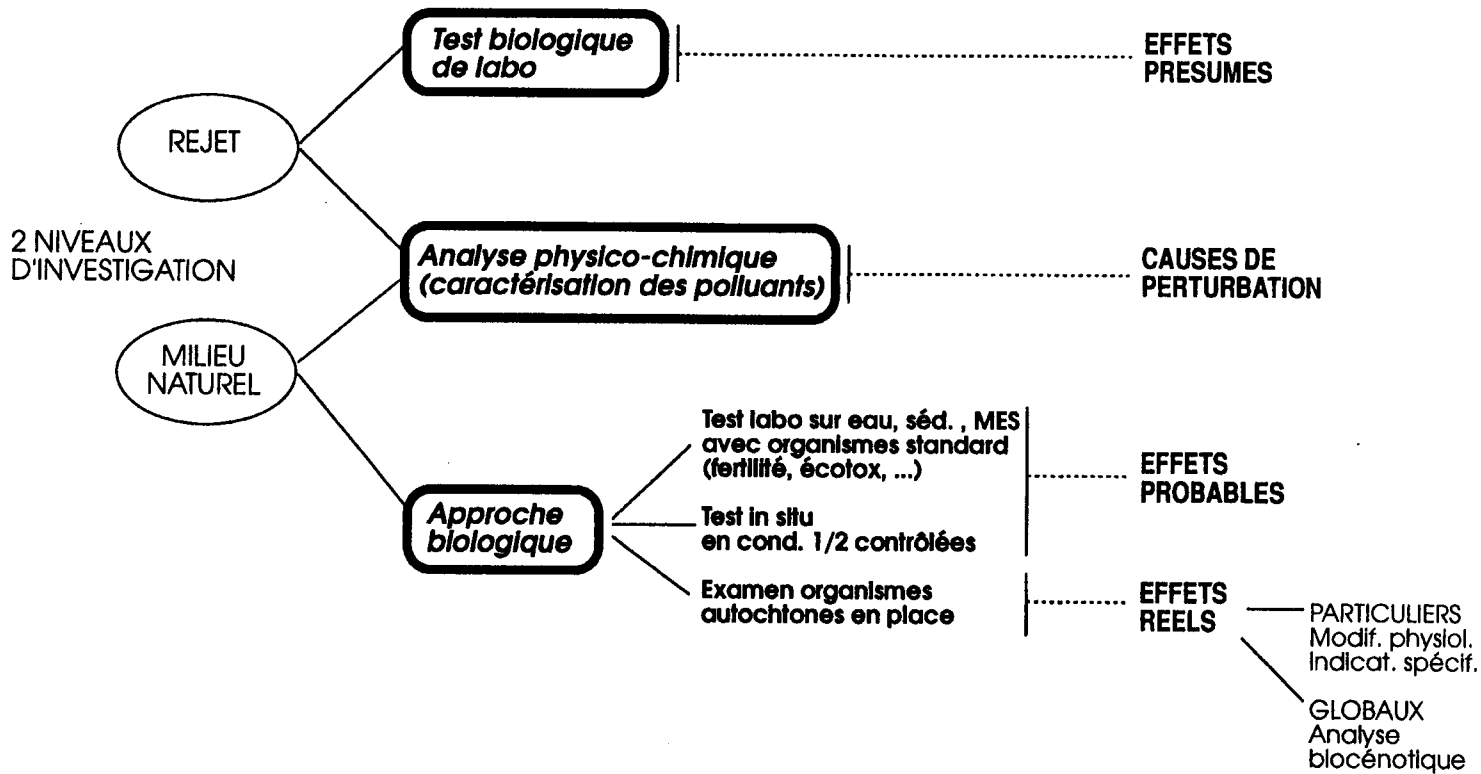 Test biologique
de labo
EFFETS
PRESUMES
REJET
2 NIVEAUX
D'INVESTIGATION
Analyse physico-chimique
(caractérisation des polluants)
CAUSES DE
PERTURBATION
MILIEU
NATUREL
Test labo sur eau, séd. , MES
avec organismes standard
(fertilité, écotox, ...)
EFFETS
PROBABLES
Approche
biologique
Test in situ
en cond. 1/2 contrôlées
Examen organismes
autochtones en place
EFFETS
REELS
PARTICULIERS
Modif. physiol.
Indicat. spécif.
GLOBAUX
Analyse
biocénotique